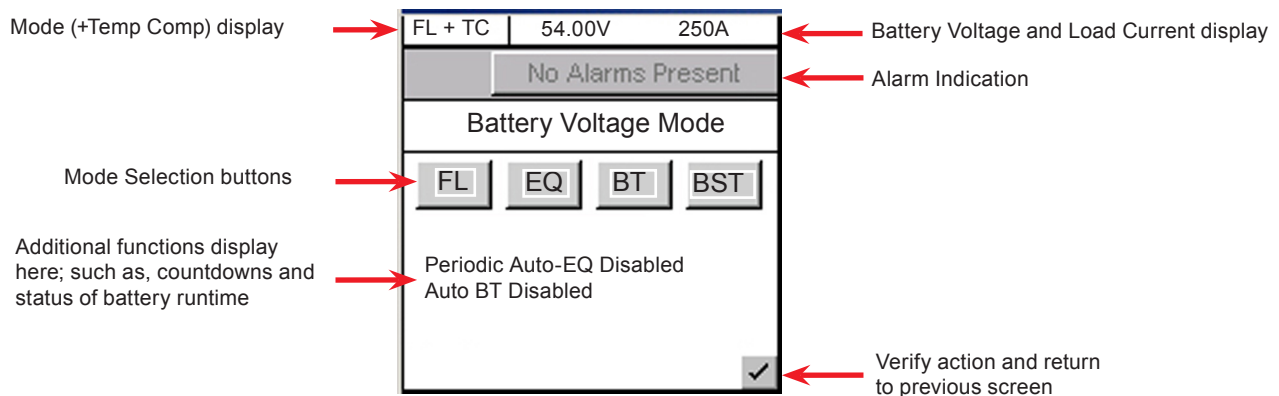 Mode (+Temp Comp) display
FL + TC 54.00V 250A
Battery Voltage and Load Current display
No Alarms Present
Alarm Indication
Battery Voltage Mode
Mode Selection buttons
FL EQ BT BST
Additional functions display
here; such as, countdowns and
status of battery runtime
Periodic Auto-EQ Disabled
Auto BT Disabled
Verify action and return
to previous screen